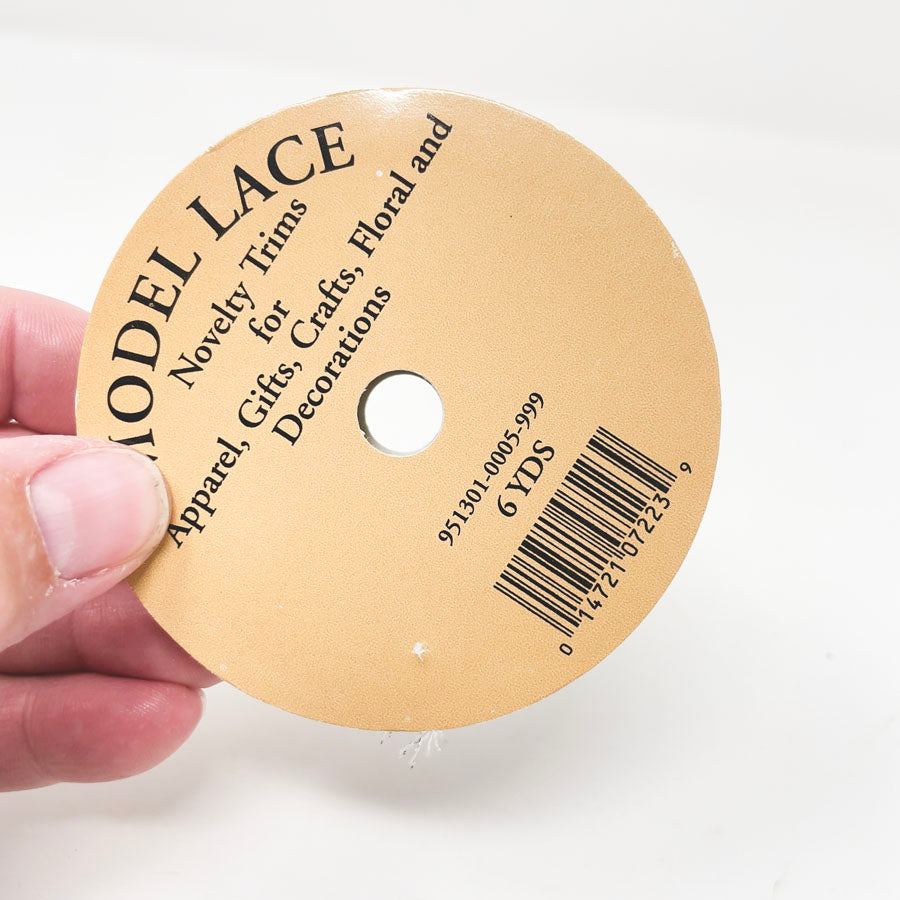 MODEL LACE
Novelty Trims
for
Apparel, Gifts, Crafts, Floral and
Decorations
951301-0005-999
6 YDS
0 14721 07223 9